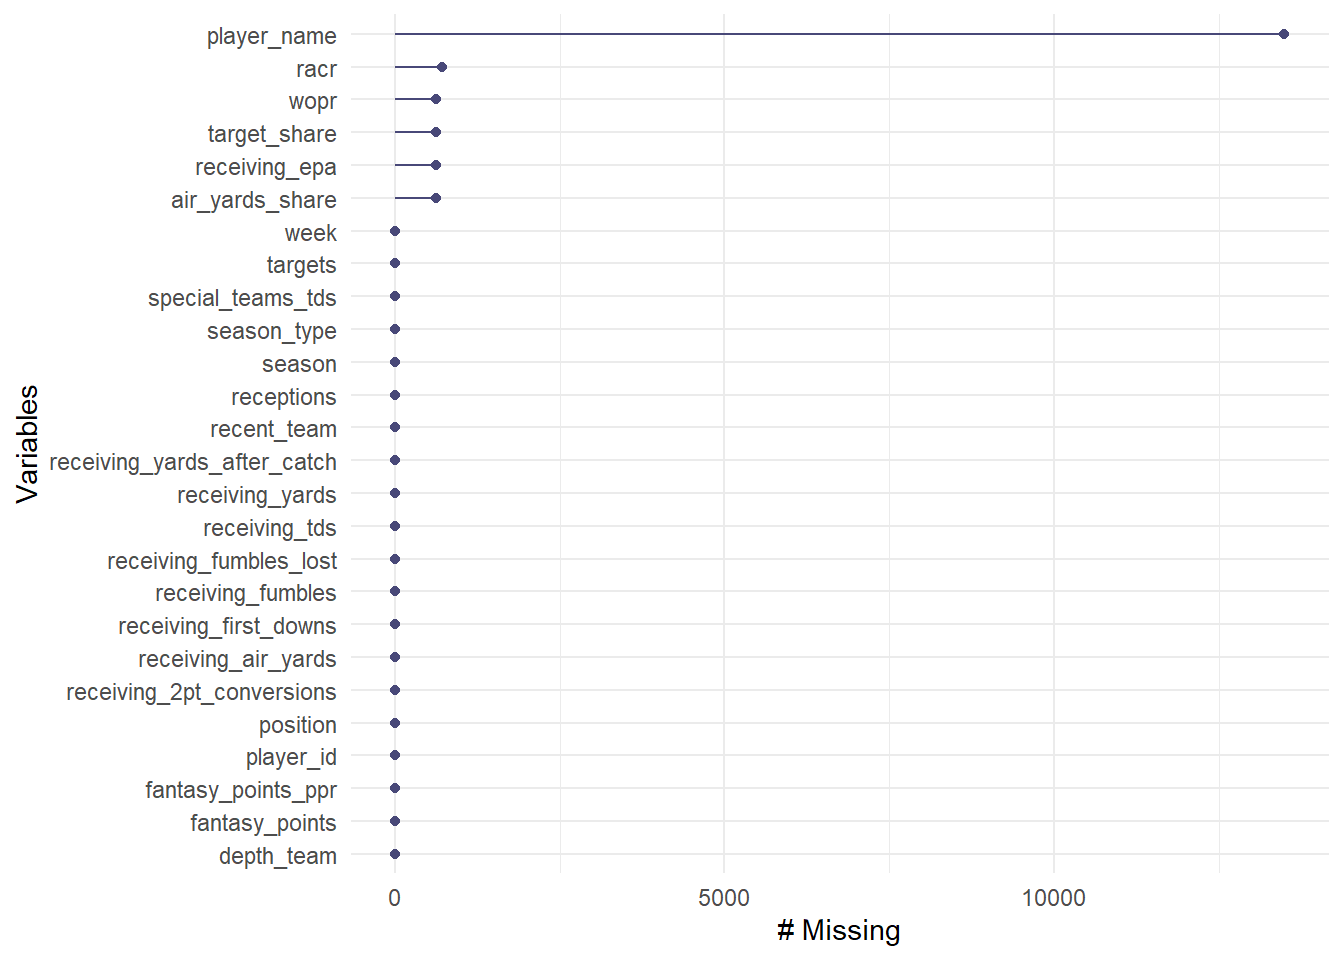 player_name
racr
wopr
target_share
receiving_epa
air_yards_share
week
targets
special_teams_tds
season_type
season
receptions
recent_team
receiving_yards_after_catch
receiving_yards
receiving_tds
receiving_fumbles_lost
receiving_fumbles
receiving_first_downs
receiving_air_yards
receiving_2pt_conversions
position
player_id
fantasy_points_ppr
fantasy_points
depth_team
Variables
0 5000 10000
# Missing